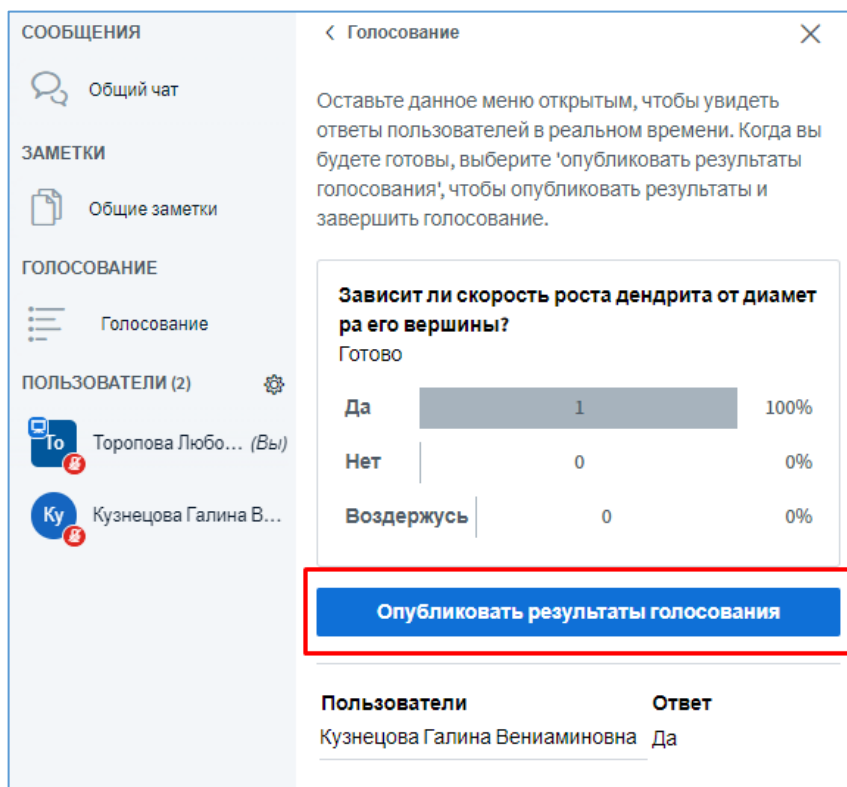 СООБЩЕНИЯ
Общий чат
ЗАМЕТКИ
Общие заметки
ГОЛОСОВАНИЕ
Голосование
ПОЛЬЗОВАТЕЛИ (2)
То
Торопова Любо... (Вы)
Ку
Кузнецова Галина В...
Голосование
Оставьте данное меню открытым, чтобы увидеть
ответы пользователей в реальном времени. Когда вы
будете готовы, выберите 'опубликовать результаты
голосования', чтобы опубликовать результаты и
завершить голосование.
Зависит ли скорость роста дендрита от диамет
ра его вершины?
Готово
Да 1 100%
Нет 0 0%
Воздержусь 0 0%
Опубликовать результаты голосования
Пользователи Ответ
Кузнецова Галина Вениаминовна Да